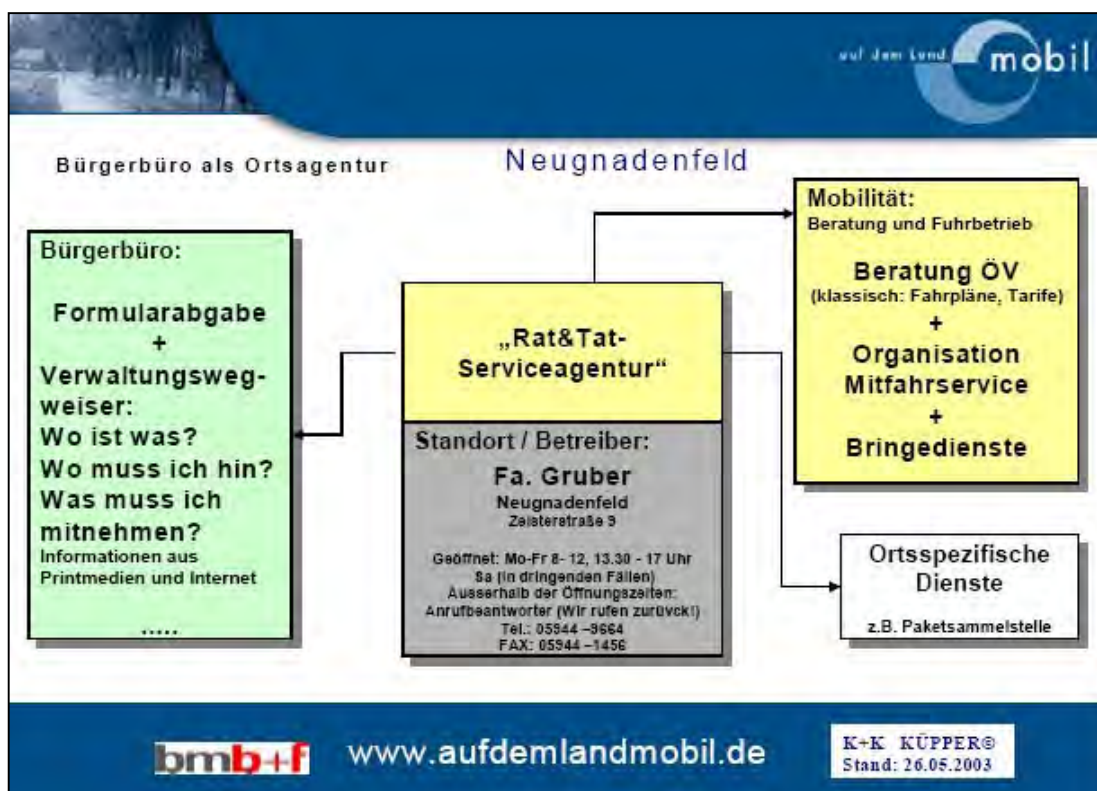 auf dem Land mobil
Bürgerbüro als Ortsagentur
Neugnadenfeld
Bürgerbüro:
Formularabgabe
+
Verwaltungsweg-
weiser:
Wo ist was?
Wo muss ich hin?
Was muss ich
mitnehmen?
Informationen aus
Printmedien und Internet
.....
„Rat&Tat-
Serviceagentur“
Standort / Betreiber:
Fa. Gruber
Neugnadenfeld
Zeisterstraße 9
Geöffnet: Mo-Fr 8- 12, 13.30 - 17 Uhr
Sa (in dringenden Fällen)
Ausserhalb der Öffnungszeiten:
Anrufbeantworter (Wir rufen zurüvck!)
Tel.: 05944 –9664
FAX: 05944 –1456
Mobilität:
Beratung und Fuhrbetrieb
Beratung ÖV
(klassisch: Fahrpläne, Tarife)
+
Organisation
Mitfahrservice
+
Bringedienste
Ortsspezifische
Dienste
z.B. Paketsammelstelle
bmb+f
www.aufdemlandmobil.de
K+K KÜPPER©
Stand: 26.05.2003